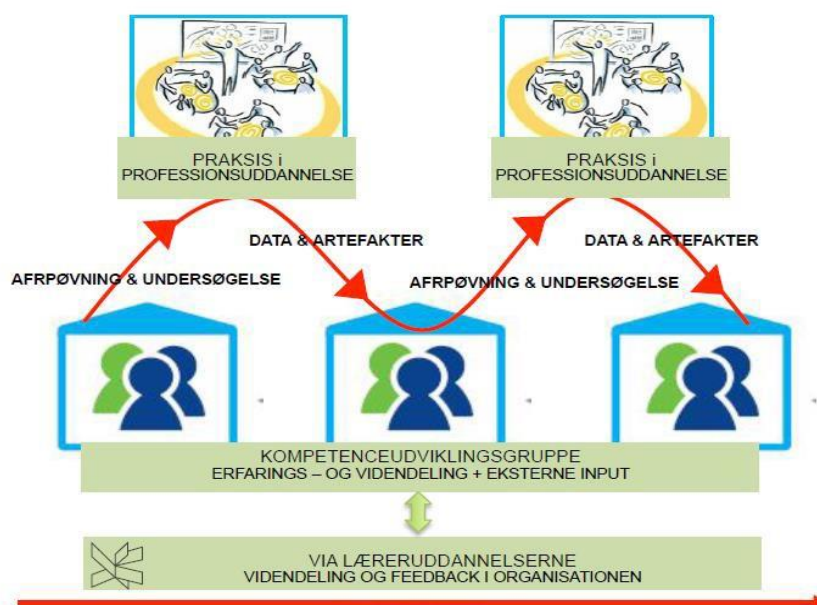 PRAKSIS i
PROFESSIONSUDDANNELSE
PRAKSIS i
PROFESSIONSUDDANNELSE
DATA & ARTEFAKTER
DATA & ARTEFAKTER
AFRPØVNING & UNDERSØGELSE
AFRPØVNING & UNDERSØGELSE
KOMPETENCEUDVIKLINGSGRUPPE
ERFARINGS – OG VIDENDELING + EKSTERNE INPUT
VIA LÆRERUDDANNELSERNE
VIDENDELING OG FEEDBACK I ORGANISATIONEN